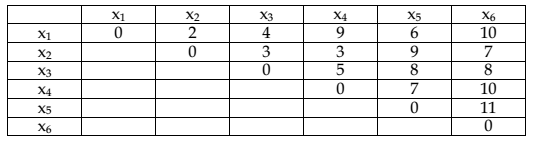 x₁ x₂ x₃ x₄ x₅ x₆
x₁ 0 2 4 9 6 10
x₂ 0 3 3 9 7
x₃ 0 5 8 8
x₄ 0 7 10
x₅ 0 11
x₆ 0